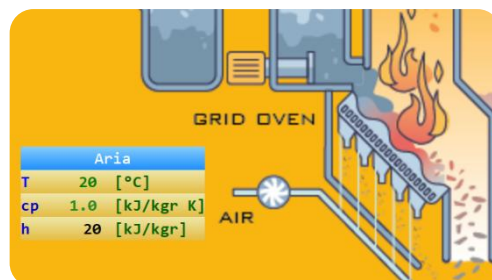 GRID OVEN
Aria
T 20 [°C]
cp 1.0 [kJ/kgr K]
h 20 [kJ/kgr]
AIR